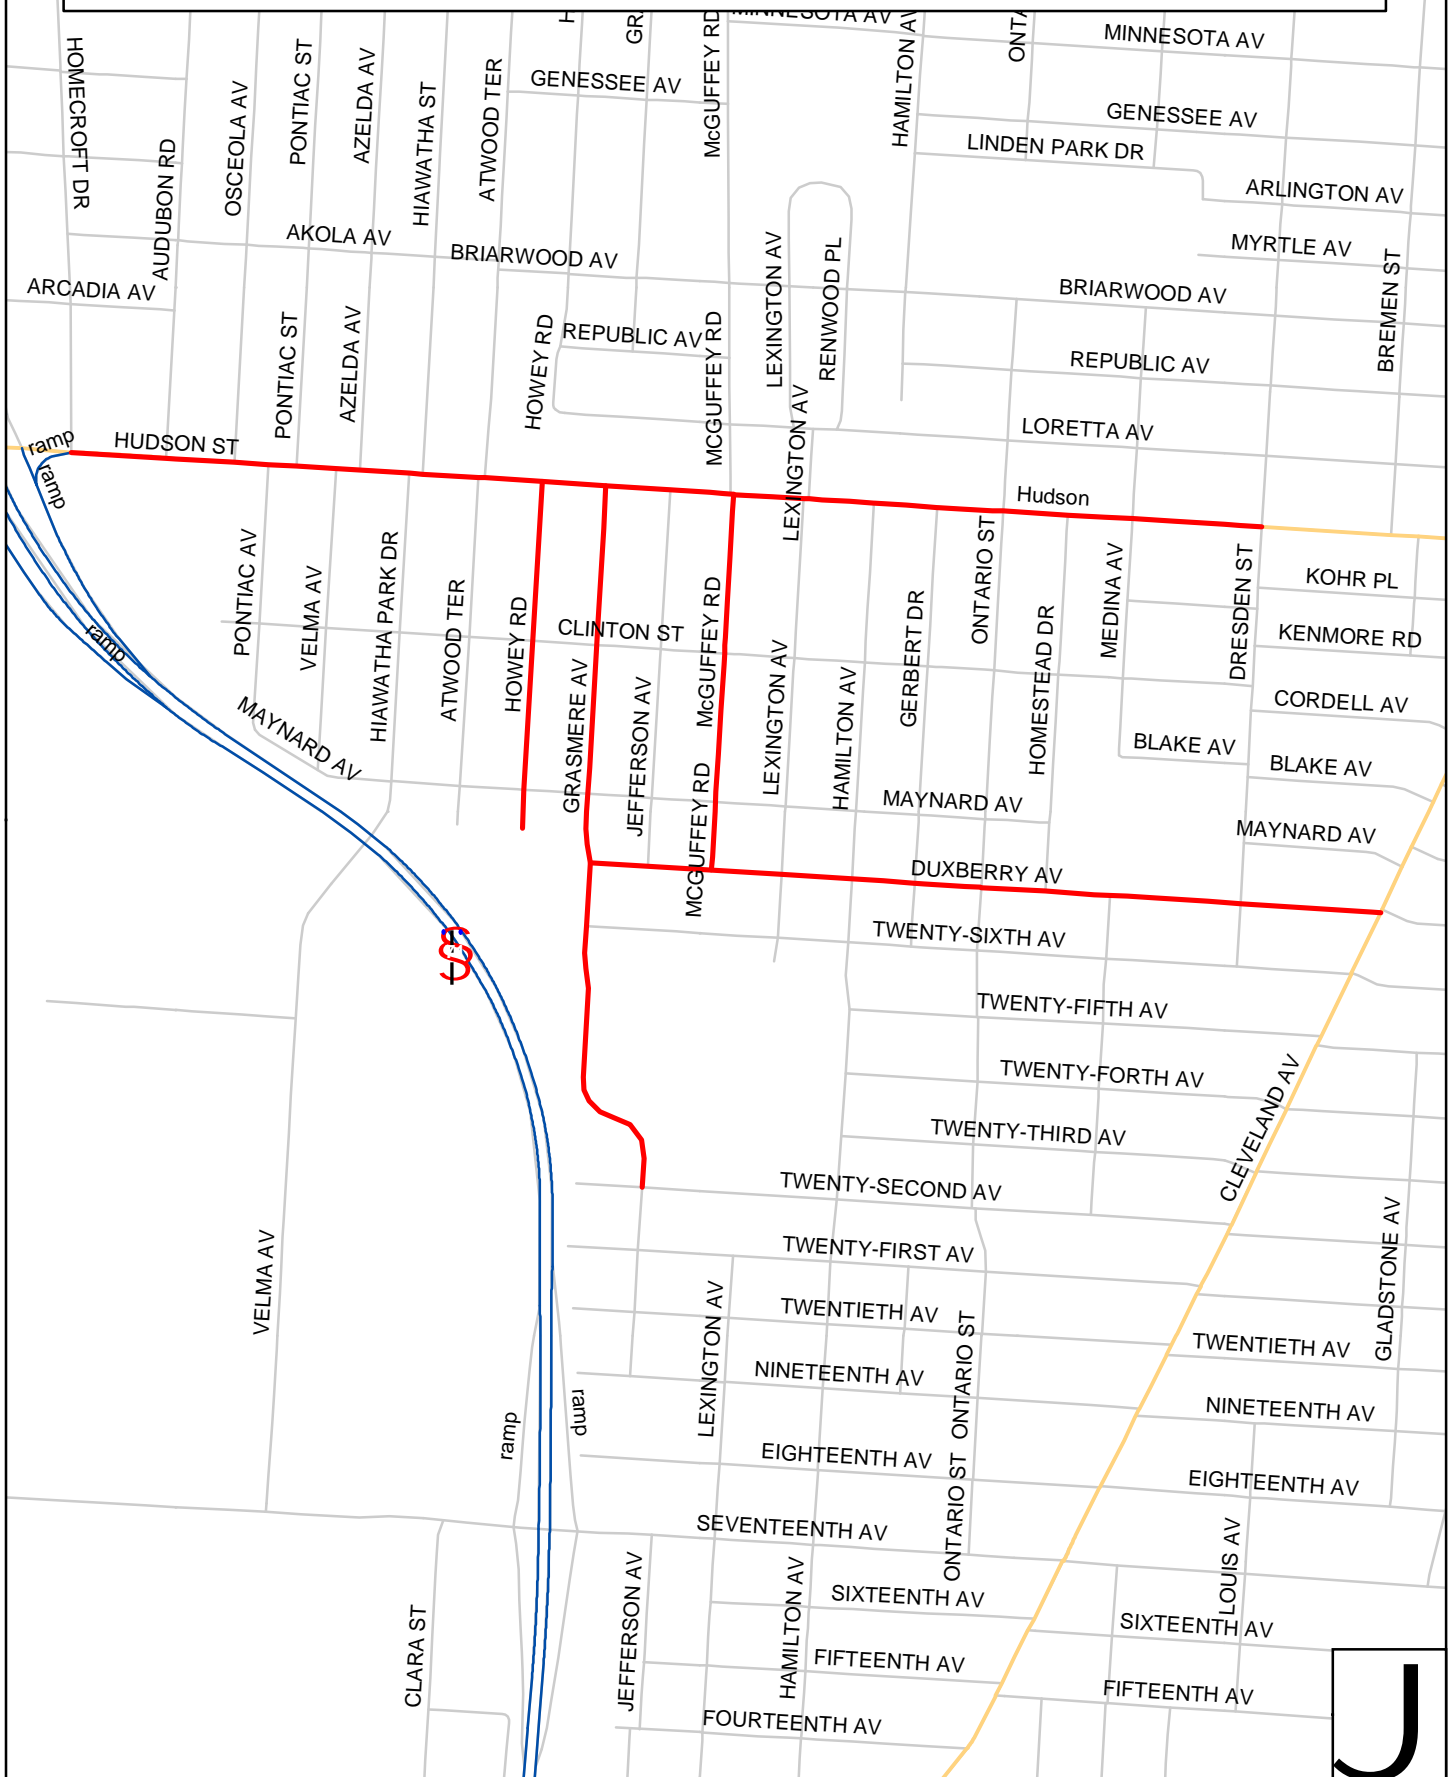 MINNESOTA AV
MINNESOTA AV
HOMECROFT DR
PONTIAC ST
AZELDA AV
ATWOOD TER
McGUFFEY RD
HAMILTON AV
ONTA
GRA
H
GENESSEE AV
GENESSEE AV
OSCEOLA AV
HIAWATHA ST
AUDUBON RD
LINDEN PARK DR
ARLINGTON AV
AKOLA AV
BRIARWOOD AV
MYRTLE AV
LEXINGTON AV
RENWOOD PL
BREMEN ST
ARCADIA AV
BRIARWOOD AV
PONTIAC ST
AZELDA AV
HOWEY RD
REPUBLIC AV
MCGUFFEY RD
REPUBLIC AV
LEXINGTON AV
LORETTA AV
ramp
HUDSON ST
ramp
Hudson
PONTIAC AV
VELMA AV
HIAWATHA PARK DR
ATWOOD TER
HOWEY RD
CLINTON ST
McGUFFEY RD
GERBERT DR
ONTARIO ST
HOMESTEAD DR
MEDINA AV
DRESDEN ST
KOHR PL
KENMORE RD
ramp
MAYNARD AV
GRASMERE AV
JEFFERSON AV
LEXINGTON AV
HAMILTON AV
CORDELL AV
BLAKE AV
BLAKE AV
MCGUFFEY RD
MAYNARD AV
MAYNARD AV
DUXBERRY AV
TWENTY-SIXTH AV
§
TWENTY-FIFTH AV
TWENTY-FORTH AV
CLEVELAND AV
TWENTY-THIRD AV
TWENTY-SECOND AV
VELMA AV
TWENTY-FIRST AV
GLADSTONE AV
LEXINGTON AV
TWENTIETH AV
ONTARIO ST
TWENTIETH AV
NINETEENTH AV
ramp
ramp
NINETEENTH AV
EIGHTEENTH AV
ONTARIO ST
EIGHTEENTH AV
SEVENTEENTH AV
LOUIS AV
JEFFERSON AV
HAMILTON AV
SIXTEENTH AV
SIXTEENTH AV
CLARA ST
FIFTEENTH AV
FIFTEENTH AV
FOURTEENTH AV
J